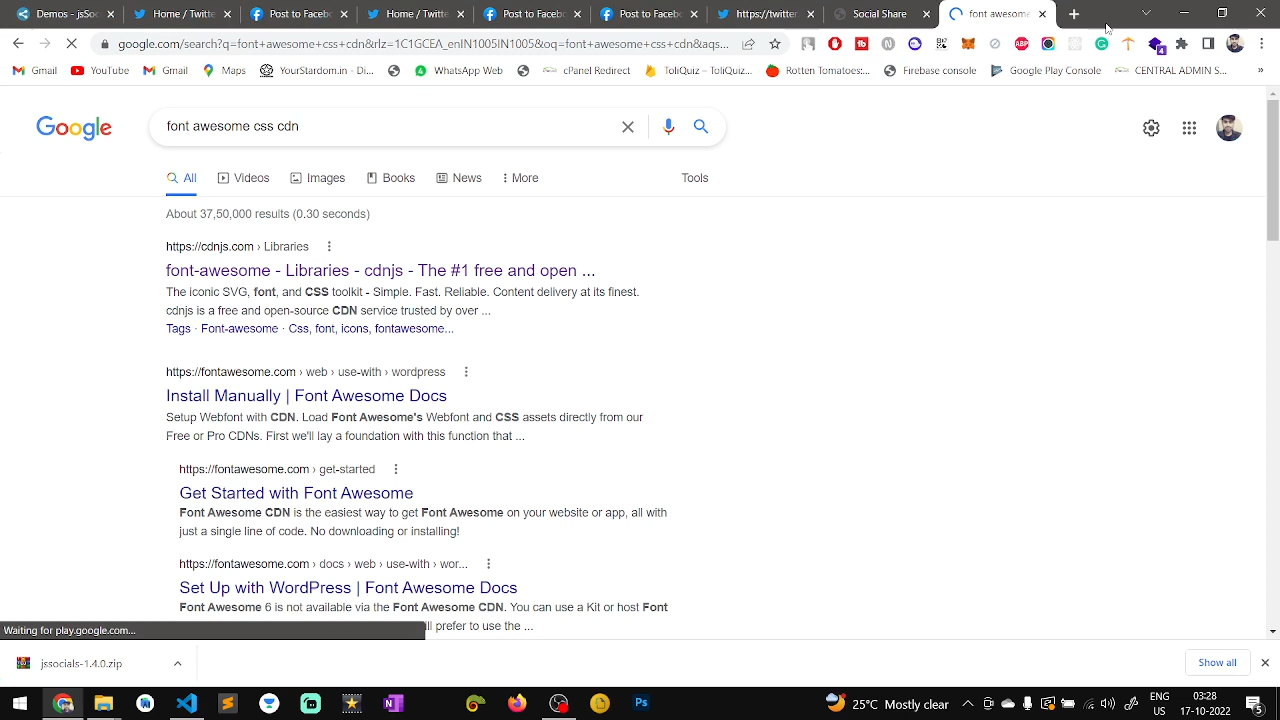 Demos - jsSoc
Home / Twitte
Post to Facebo
Home / Twitte
Post to Facebo
Post to Facebo
https://twitter
Social Share
font awesome
google.com/search?q=font+awesome+css+cdn&rlz=1C1GCEA_enIN1005IN1005&oq=font+awesome+css+cdn&aqs...
Gmail
YouTube
Gmail
Maps
YourStardomin - Di...
WhatsApp Web
cPanel Redirect
ToliQuiz – ToliQuiz...
Rotten Tomatoes...
Firebase console
Google Play Console
CENTRAL ADMIN S...
»
Google
font awesome css cdn
All
Videos
Images
Books
News
More
Tools
About 37,50,000 results (0.30 seconds)
https://cdnjs.com › Libraries
font-awesome - Libraries - cdnjs - The #1 free and open ...
The iconic SVG, font, and CSS toolkit - Simple. Fast. Reliable. Content delivery at its finest.
cdnjs is a free and open-source CDN service trusted by over ...
Tags · Font-awesome · Css, font, icons, fontawesome...
https://fontawesome.com › web › use-with › wordpress
Install Manually | Font Awesome Docs
Setup Webfont with CDN. Load Font Awesome's Webfont and CSS assets directly from our
Free or Pro CDNs. First we'll lay a foundation with this function that ...
https://fontawesome.com › get-started
Get Started with Font Awesome
Font Awesome CDN is the easiest way to get Font Awesome on your website or app, all with
just a single line of code. No downloading or installing!
https://fontawesome.com › docs › web › use-with › wor...
Set Up with WordPress | Font Awesome Docs
Font Awesome 6 is not available via the Font Awesome CDN. You can use a Kit or host Font
ll prefer to use the ...
Waiting for play.google.com...
jssocials-1.4.0.zip
Show all
25°C Mostly clear
ENG
US
03:28
17-10-2022